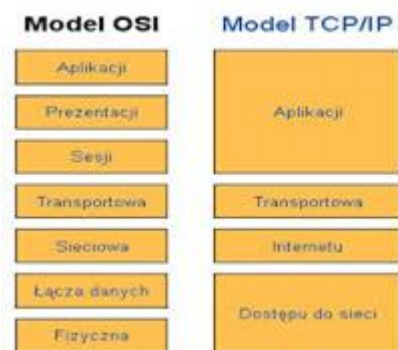 Model OSI
Aplikacji
Prezentacji
Sesji
Transportowa
Sieciowa
Łącza danych
Fizyczna
Model TCP/IP
Aplikacji
Transportowa
Internetu
Dostępu do sieci